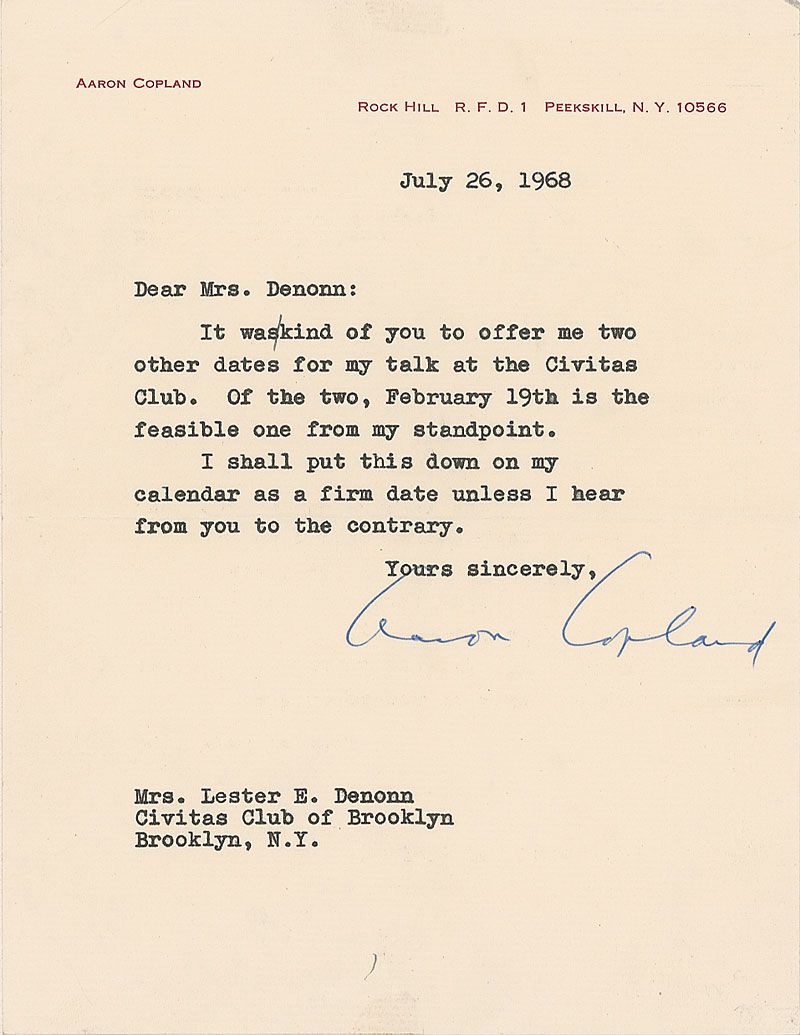 AARON COPLAND
ROCK HILL R. F. D. 1 PEEKSKILL, N. Y. 10566
July 26, 1968
Dear Mrs. Denonn:
It was/kind of you to offer me two
other dates for my talk at the Civitas
Club. Of the two, February 19th is the
feasible one from my standpoint.
I shall put this down on my
calendar as a firm date unless I hear
from you to the contrary.
Yours sincerely,
Aaron Copland
Mrs. Lester E. Denonn
Civitas Club of Brooklyn
Brooklyn, N.Y.